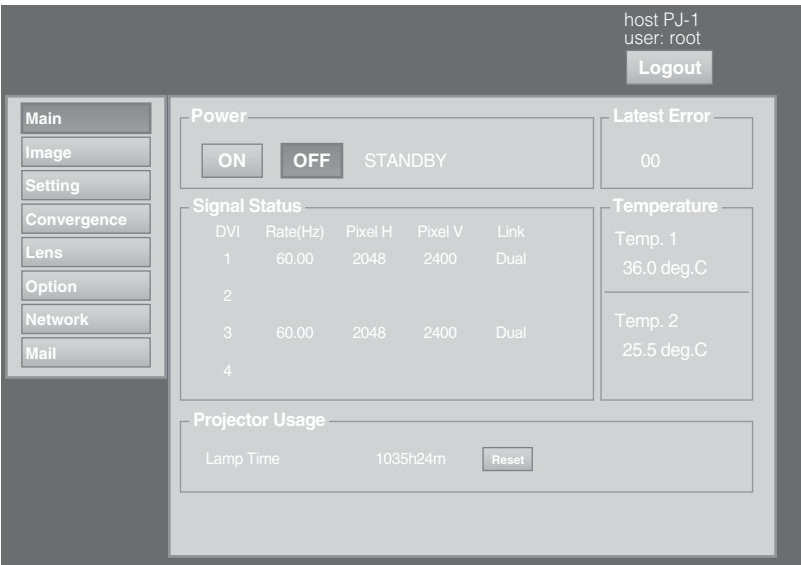 host PJ-1
user: root
Logout
Main
Image
Setting
Convergence
Lens
Option
Network
Mail
Power
ON OFF STANDBY
Latest Error
00
Signal Status
DVI Rate(Hz) Pixel H Pixel V Link
1 60.00 2048 2400 Dual
2
3 60.00 2048 2400 Dual
4
Temperature
Temp. 1
36.0 deg.C
Temp. 2
25.5 deg.C
Projector Usage
Lamp Time 1035h24m Reset